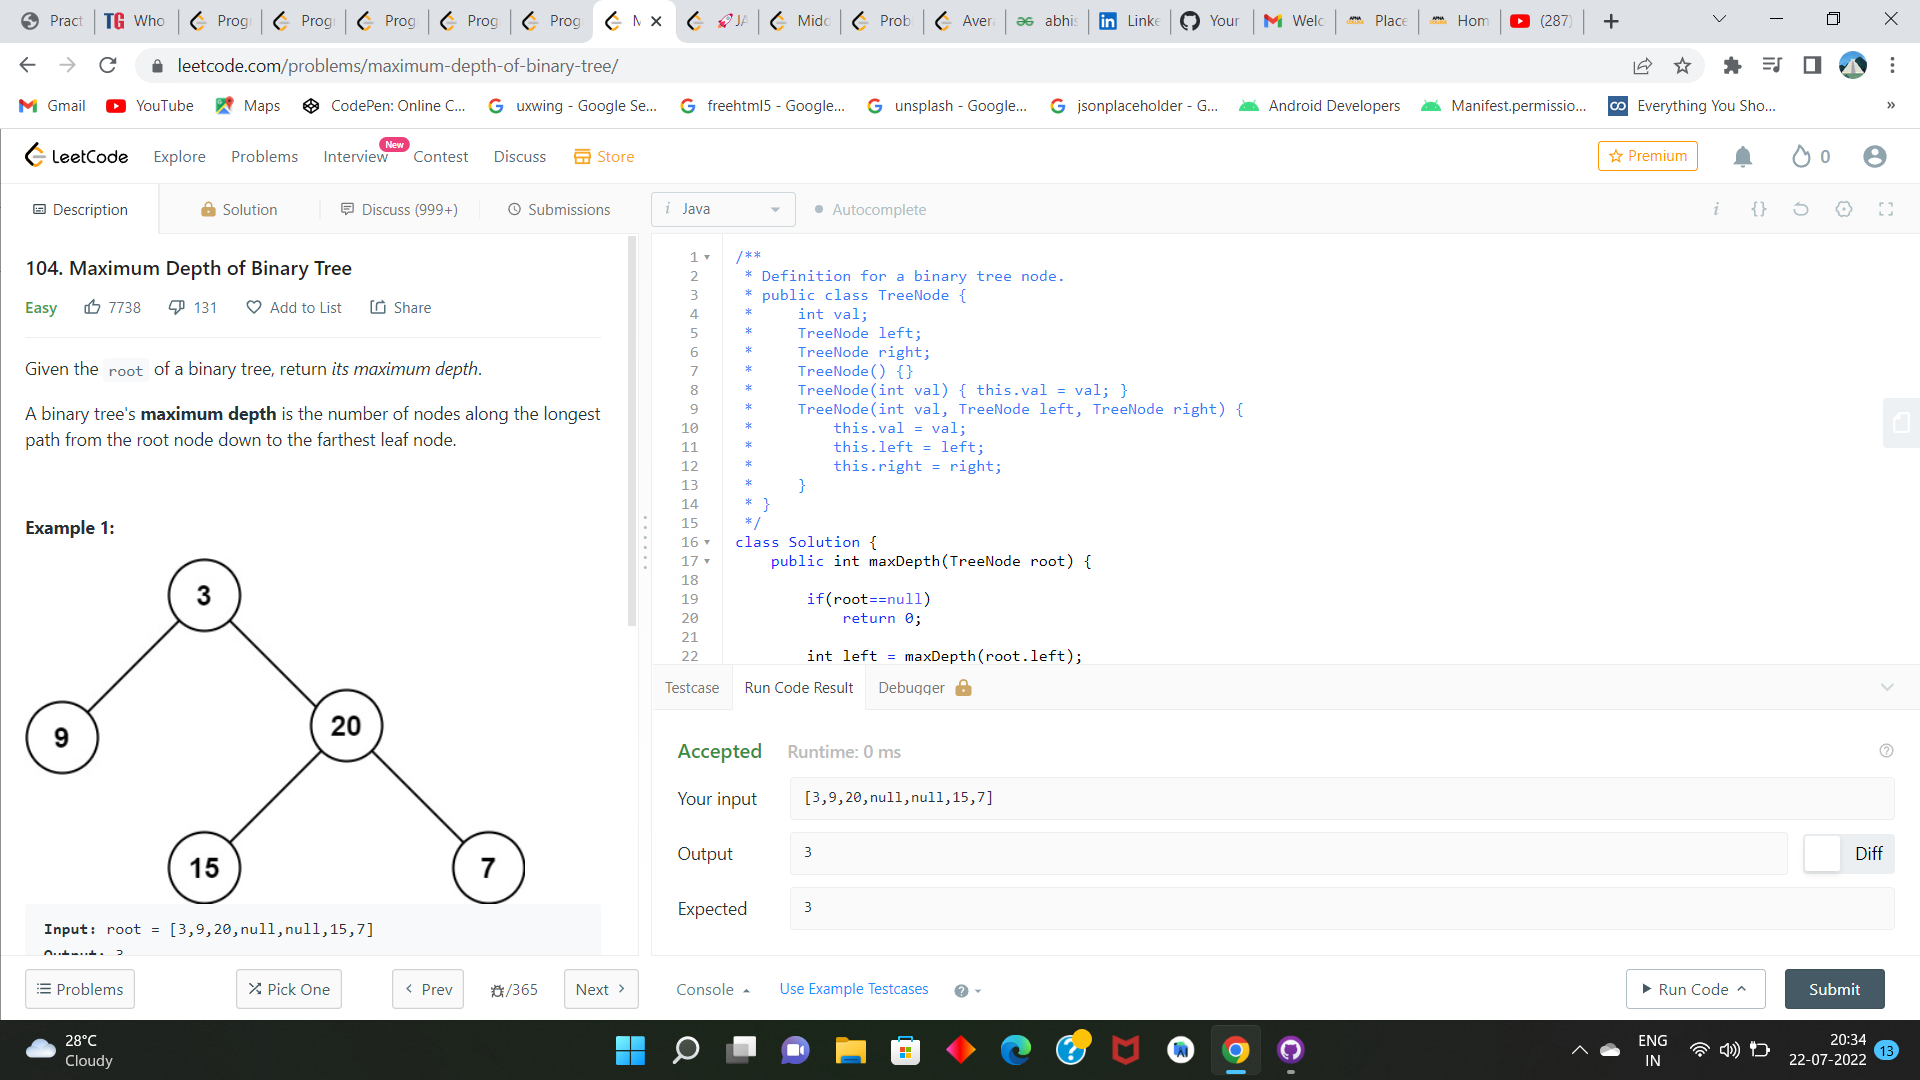 Pract
Who
Prog
Prog
Prog
Prog
Prog
JA
Midd
Prob
Aver
abhis
Linke
Your
Welc
Place
Hom
(287)
leetcode.com/problems/maximum-depth-of-binary-tree/
Gmail
YouTube
Maps
CodePen: Online C...
uxwing - Google Se...
freehtml5 - Google...
unsplash - Google...
jsonplaceholder - G...
Android Developers
Manifest.permissio...
Everything You Sho...
»
LeetCode
Explore
Problems
Interview
New
Contest
Discuss
Store
Premium
0
Description
Solution
Discuss (999+)
Submissions
i Java
Autocomplete
i {}
104. Maximum Depth of Binary Tree
Easy 7738 131 Add to List Share
Given the root of a binary tree, return its maximum depth.
A binary tree's maximum depth is the number of nodes along the longest
path from the root node down to the farthest leaf node.
Example 1:
3
9
20
15
7
Input: root = [3,9,20,null,null,15,7]
Output: 3
1 /**
2 * Definition for a binary tree node.
3 * public class TreeNode {
4 * int val;
5 * TreeNode left;
6 * TreeNode right;
7 * TreeNode() {}
8 * TreeNode(int val) { this.val = val; }
9 * TreeNode(int val, TreeNode left, TreeNode right) {
10 * this.val = val;
11 * this.left = left;
12 * this.right = right;
13 * }
14 * }
15 */
16 class Solution {
17 public int maxDepth(TreeNode root) {
18
19 if(root==null)
20 return 0;
21
22 int left = maxDepth(root.left);
Testcase
Run Code Result
Debugger
Accepted Runtime: 0 ms
Your input [3,9,20,null,null,15,7]
Output 3
Diff
Expected 3
Problems
Pick One
Prev
/365
Next
Console
Use Example Testcases
Run Code
Submit
28°C
Cloudy
ENG
IN
20:34
22-07-2022
13